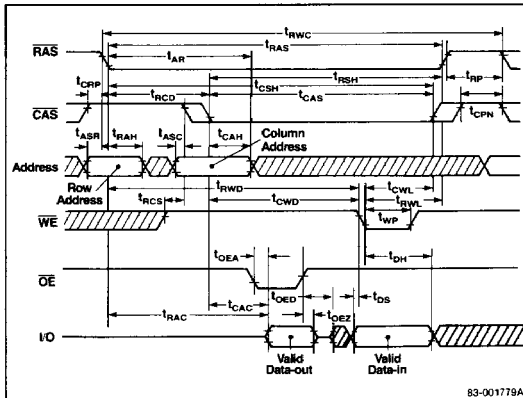 tRWC
RAS
tRAS
tAR
tCRP
tRSH
tRP
tCSH
tRCD
tCAS
CAS
tCPN
tASR
tRAH
tASC
tCAH
Column
Address
Address
Row
Address
tRWD
tCWL
tRCS
tCWD
tRWL
WE
tWP
tOEA
tDH
OE
tOED
tDS
tCAC
tRAC
tOEZ
I/O
Valid
Data-out
Valid
Data-in
83-001779A